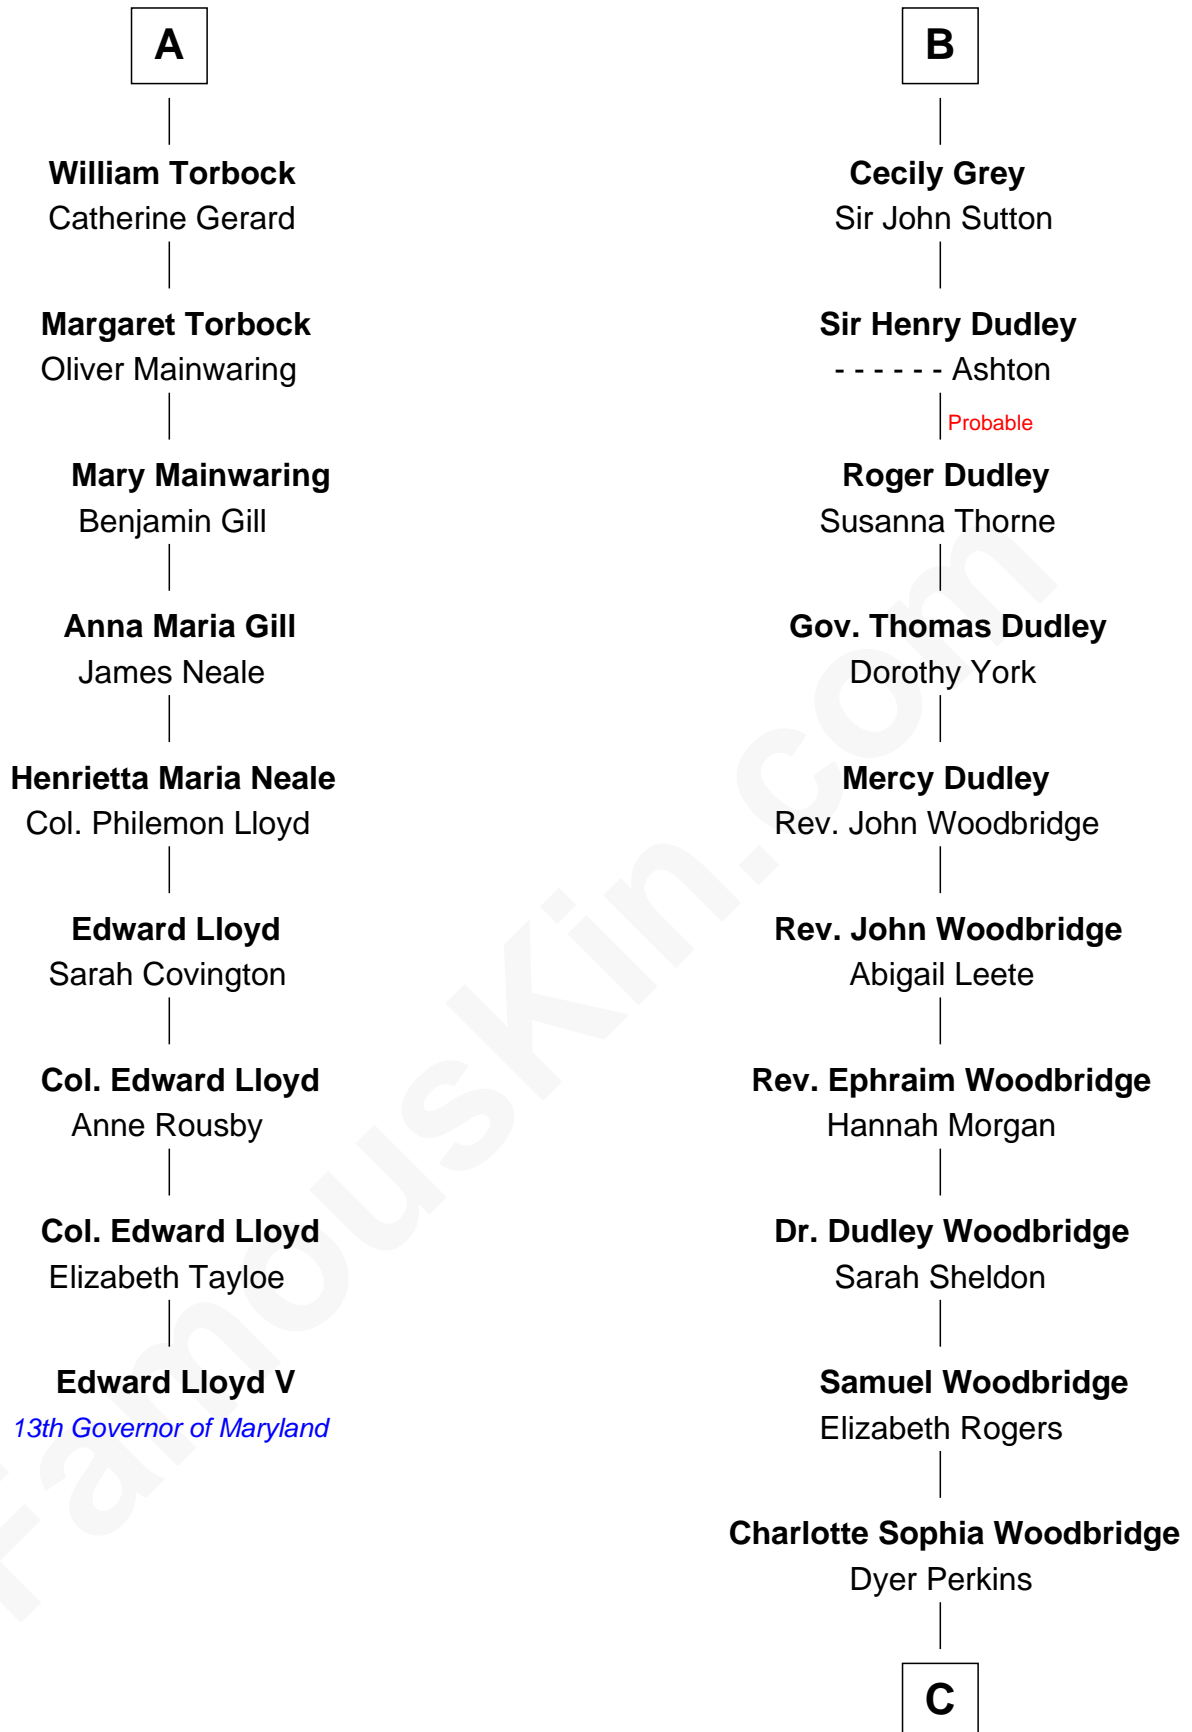 A
William Torbock
Catherine Gerard
Margaret Torbock
Oliver Mainwaring
Mary Mainwaring
Benjamin Gill
Anna Maria Gill
James Neale
Henrietta Maria Neale
Col. Philemon Lloyd
Edward Lloyd
Sarah Covington
Col. Edward Lloyd
Anne Rousby
Col. Edward Lloyd
Elizabeth Tayloe
Edward Lloyd V
13th Governor of Maryland
B
Cecily Grey
Sir John Sutton
Sir Henry Dudley
- - - - - - Ashton
Probable
Roger Dudley
Susanna Thorne
Gov. Thomas Dudley
Dorothy York
Mercy Dudley
Rev. John Woodbridge
Rev. John Woodbridge
Abigail Leete
Rev. Ephraim Woodbridge
Hannah Morgan
Dr. Dudley Woodbridge
Sarah Sheldon
Samuel Woodbridge
Elizabeth Rogers
Charlotte Sophia Woodbridge
Dyer Perkins
C
FamousKin.com